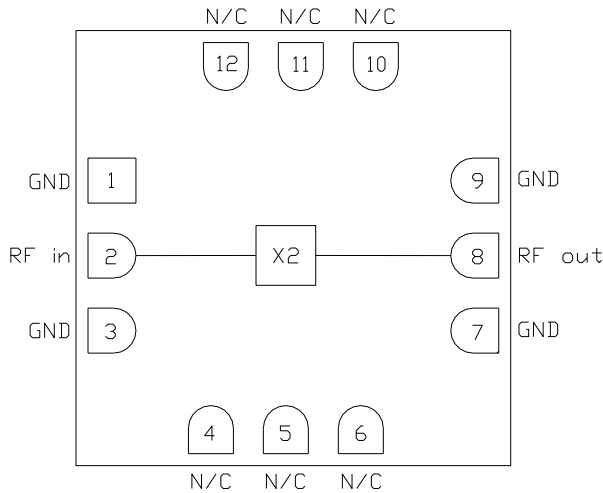 N/C N/C N/C
12 11 10
GND 1 9 GND
RF in 2 X2 8 RF out
GND 3 7 GND
4 5 6
N/C N/C N/C